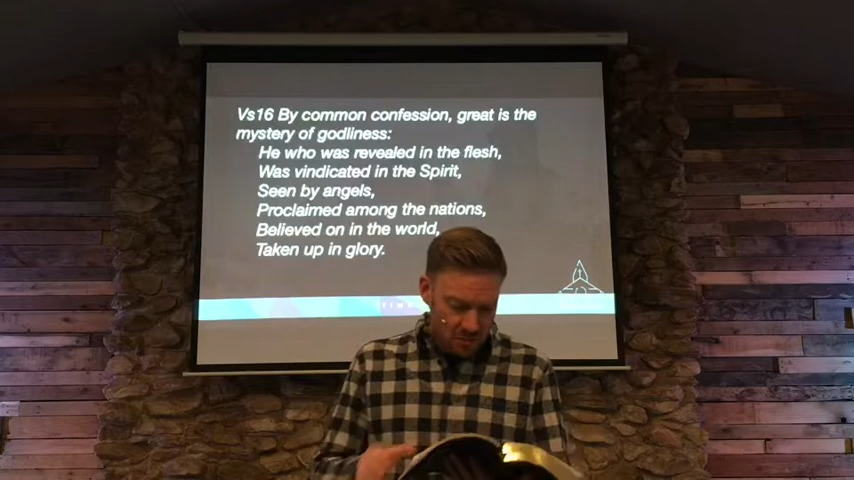 Vs16 By common confession, great is the
mystery of godliness:
He who was revealed in the flesh,
Was vindicated in the Spirit,
Seen by angels,
Proclaimed among the nations,
Believed on in the world,
Taken up in glory.